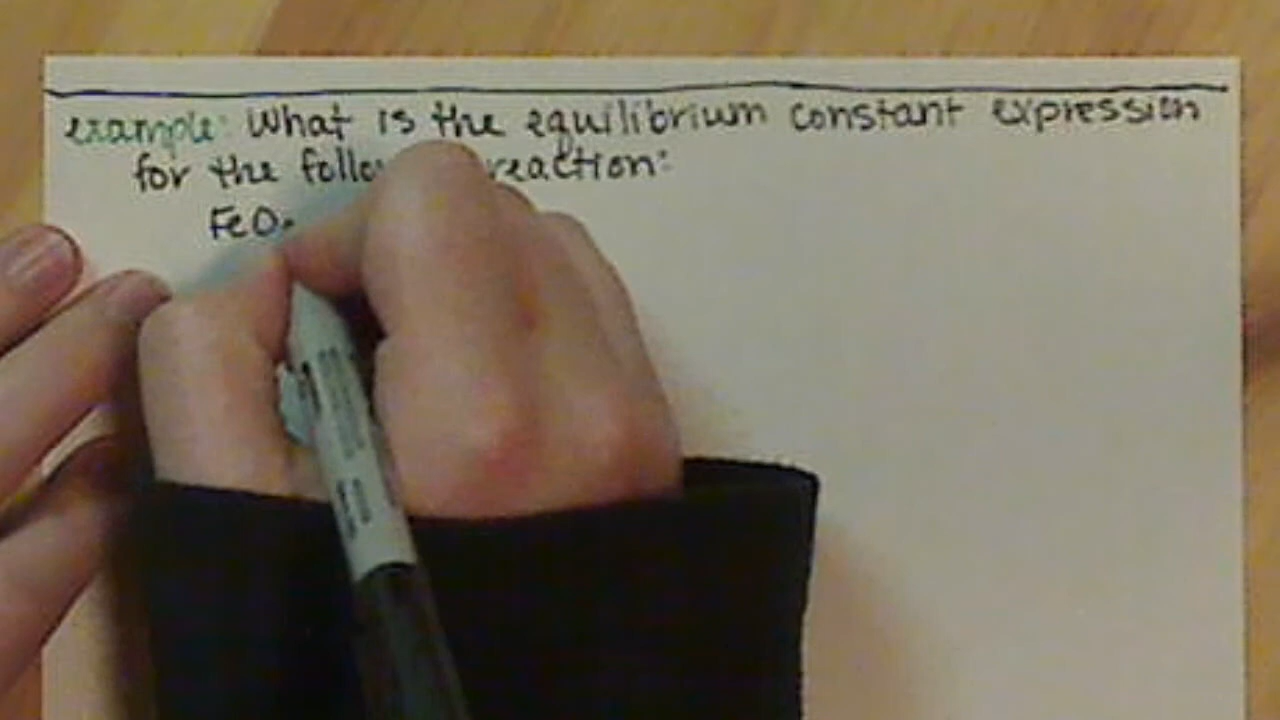 example: What is the equilibrium constant expression
for the reaction:
FeO